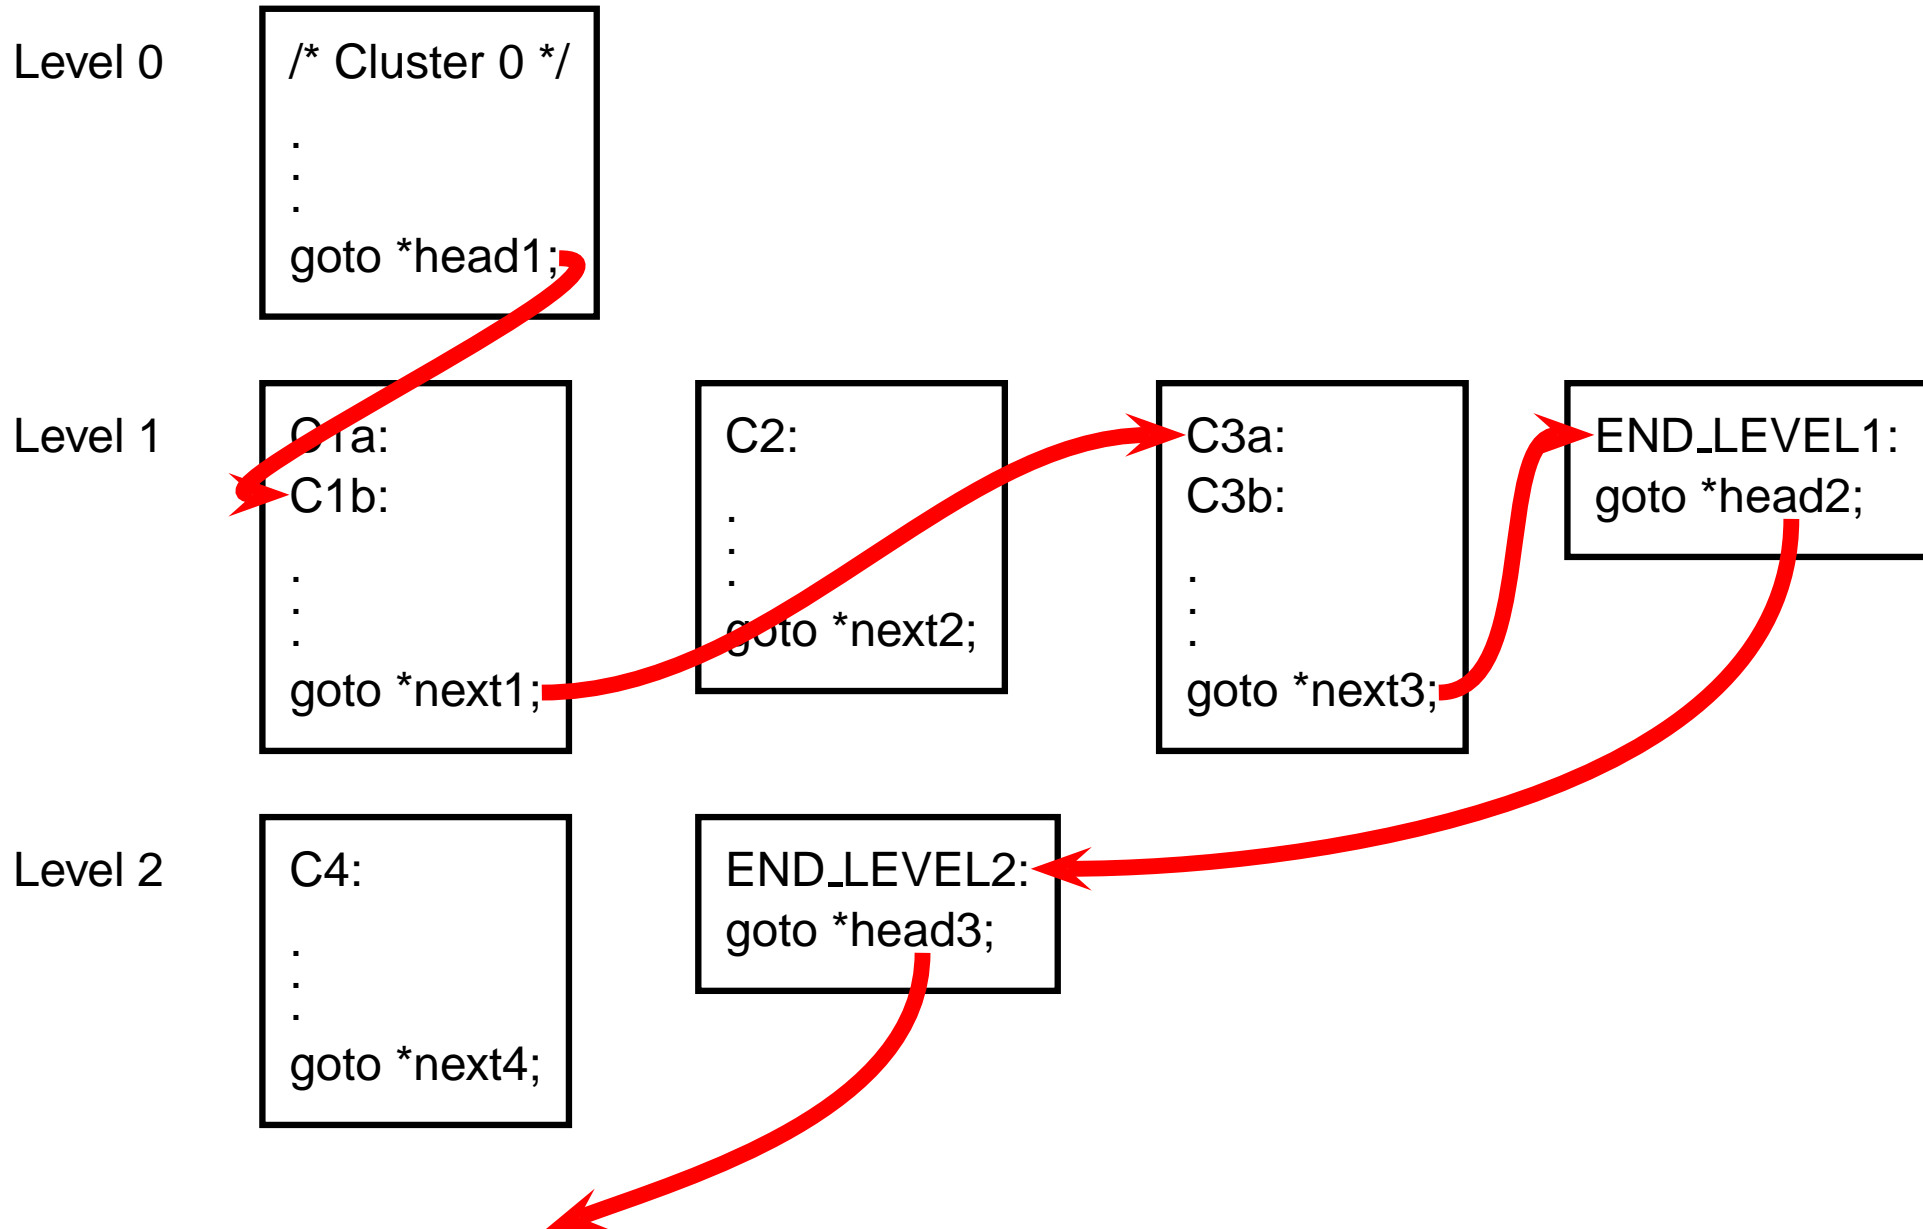 Level 0
/* Cluster 0 */
.
.
.
goto *head1;
Level 1
C1a:
C1b:
.
.
.
goto *next1;
C2:
.
.
.
goto *next2;
C3a:
C3b:
.
.
.
goto *next3;
END_LEVEL1:
goto *head2;
Level 2
C4:
.
.
.
goto *next4;
END_LEVEL2:
goto *head3;